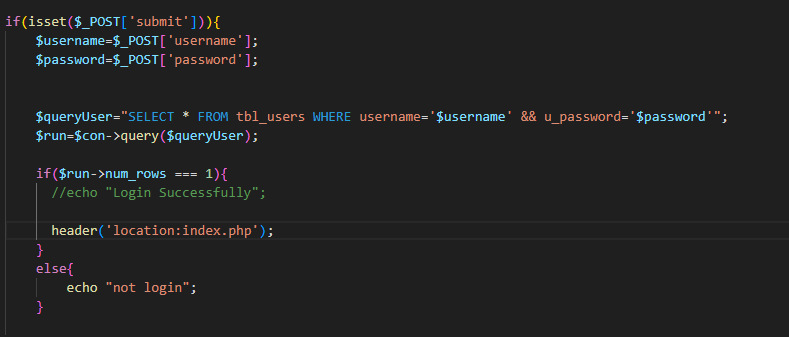 if(isset($_POST['submit'])){
$username=$_POST['username'];
$password=$_POST['password'];
$queryUser="SELECT * FROM tbl_users WHERE username='$username' && u_password='$password'";
$run=$con->query($queryUser);
if($run->num_rows === 1){
//echo "Login Successfully";
header('location:index.php');
}
else{
echo "not login";
}